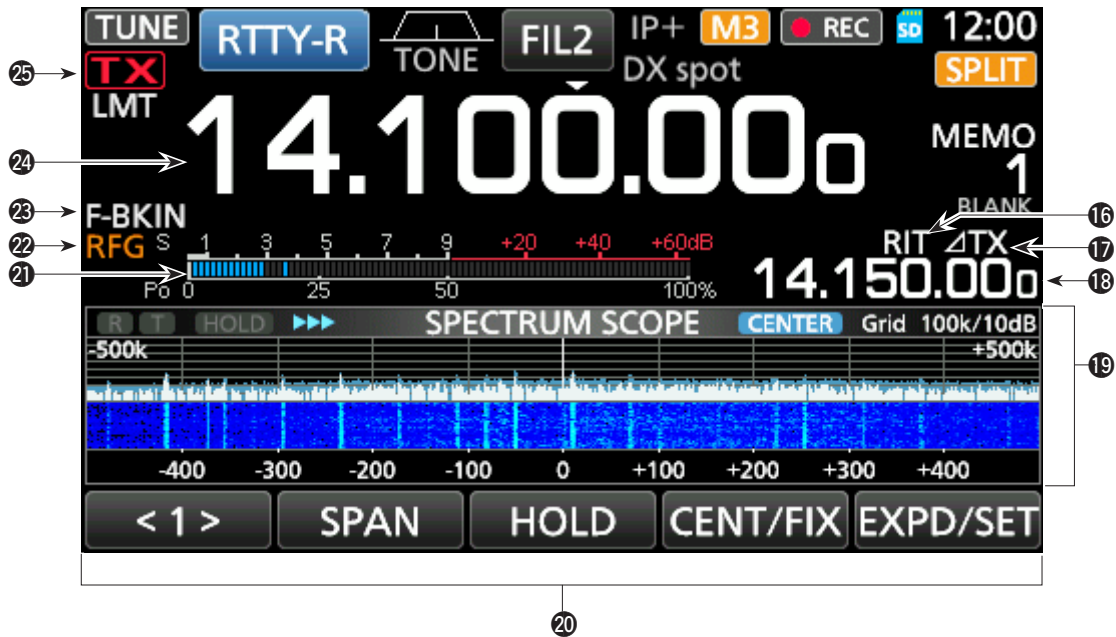 TUNE RTTY-R TONE FIL2 IP+ M3 REC SD 12:00
㉕ TX DX spot SPLIT
LMT
㉔ 14.100.000 MEMO
1
㉓ F-BKIN BLANK ⑯
㉒ RFG S 1 3 5 7 9 +20 +40 +60dB RIT ⊿TX ⑰
㉑ Po 0 25 50 100% 14.150.000 ⑱
R T HOLD SPECTRUM SCOPE CENTER Grid 100k/10dB
-500k +500k ⑲
-400 -300 -200 -100 0 +100 +200 +300 +400
< 1 > SPAN HOLD CENT/FIX EXPD/SET
⑳